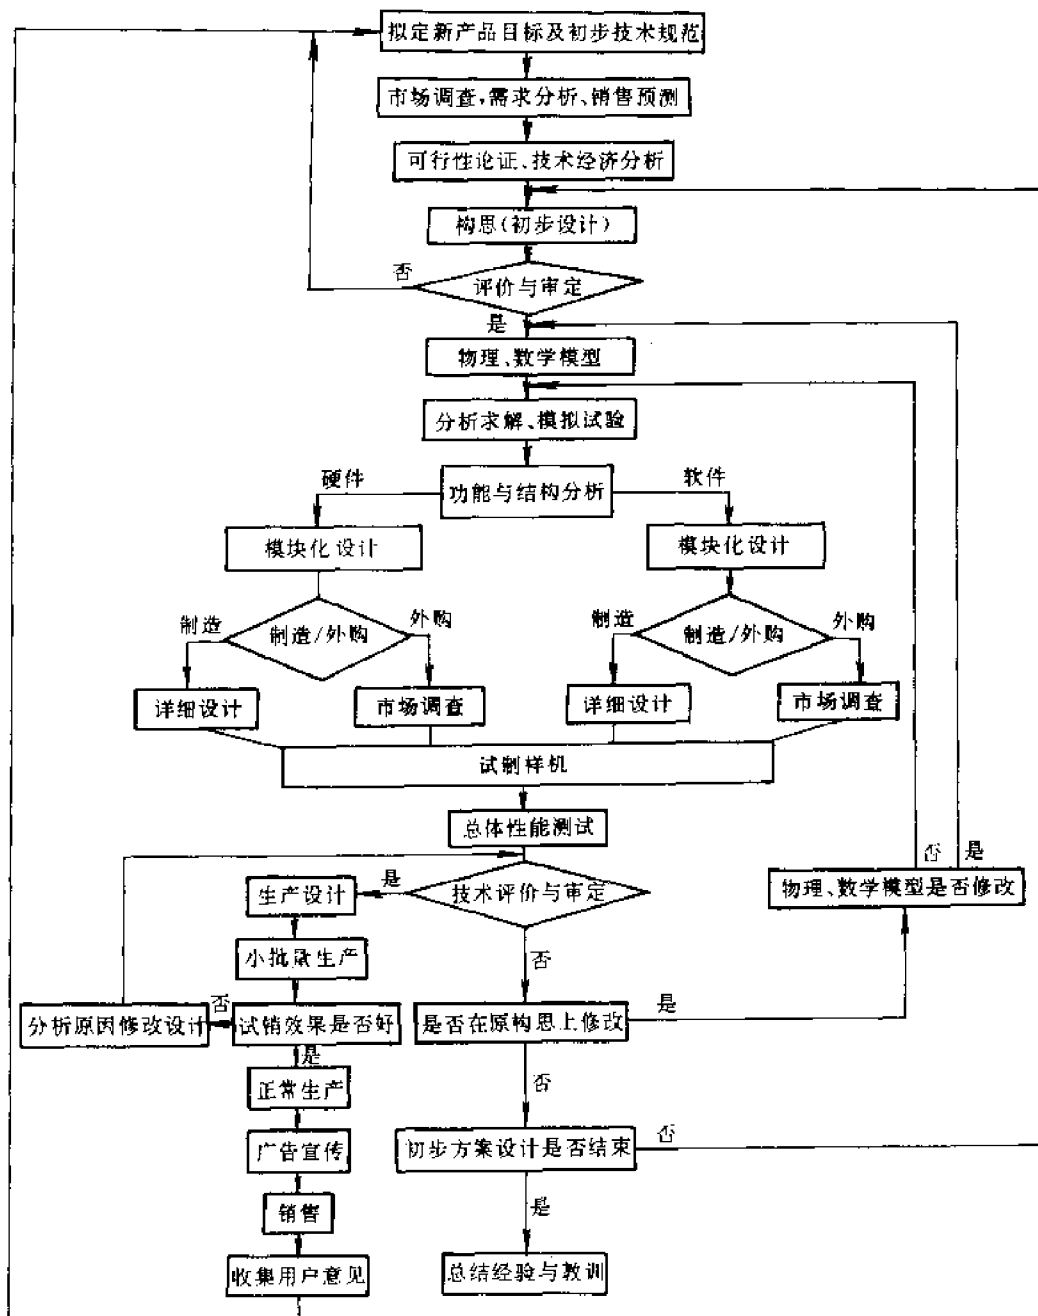 拟定新产品目标及初步技术规范
市场调查,需求分析、销售预测
可行性论证、技术经济分析
构思(初步设计)
否
评价与审定
是
物理、数学模型
分析求解、模拟试验
硬件
功能与结构分析
软件
模块化设计
模块化设计
制造
制造/外购
外购
制造
制造/外购
外购
详细设计
市场调查
详细设计
市场调查
试制样机
总体性能测试
否
是
生产设计
是
技术评价与审定
物理、数学模型是否修改
小批量生产
否
分析原因修改设计
否
试销效果是否好
是否在原构思上修改
是
是
正常生产
否
广告宣传
初步方案设计是否结束
否
销售
是
收集用户意见
总结经验与教训